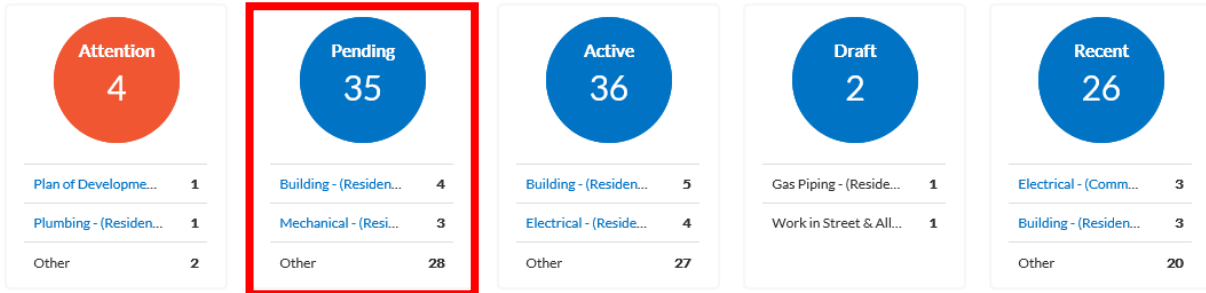 Attention
4
Plan of Developme... 1
Plumbing - (Residen... 1
Other 2
Pending
35
Building - (Residen... 4
Mechanical - (Resi... 3
Other 28
Active
36
Building - (Residen... 5
Electrical - (Reside... 4
Other 27
Draft
2
Gas Piping - (Reside... 1
Work in Street & All... 1
Recent
26
Electrical - (Comm... 3
Building - (Residen... 3
Other 20